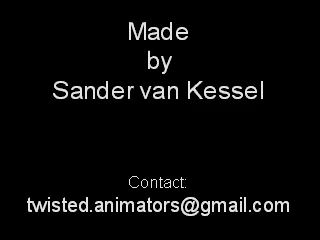 Made
by
Sander van Kessel
Contact:
twisted.animators@gmail.com